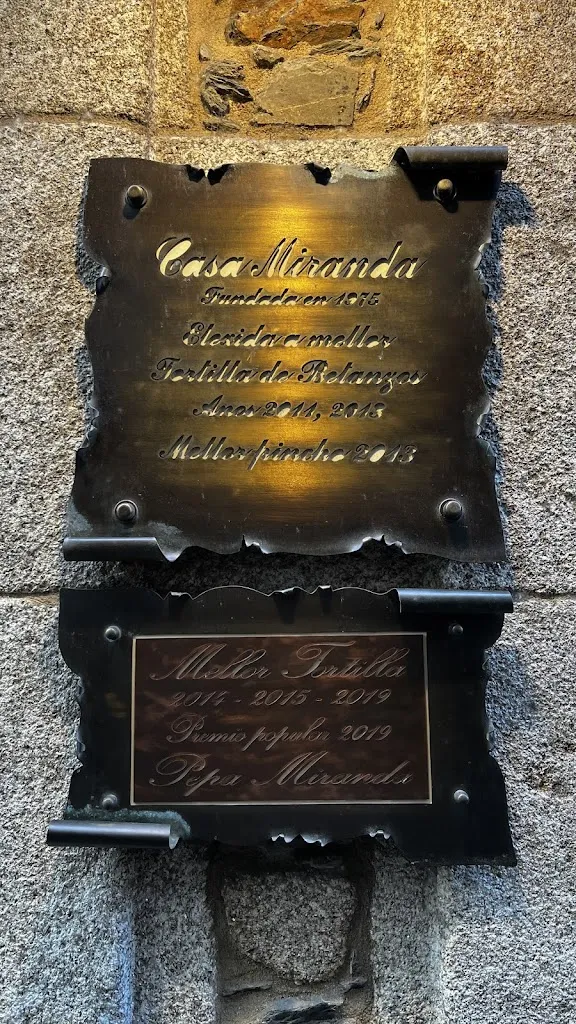 Casa Miranda
Fundada en 1975
Elexida a mellor
Tortilla de Betanzos
Anos 2011, 2013
Mellor pincho 2013
Mellor Tortilla
2014 - 2015 - 2019
Premio popular 2019
Pepa Miranda